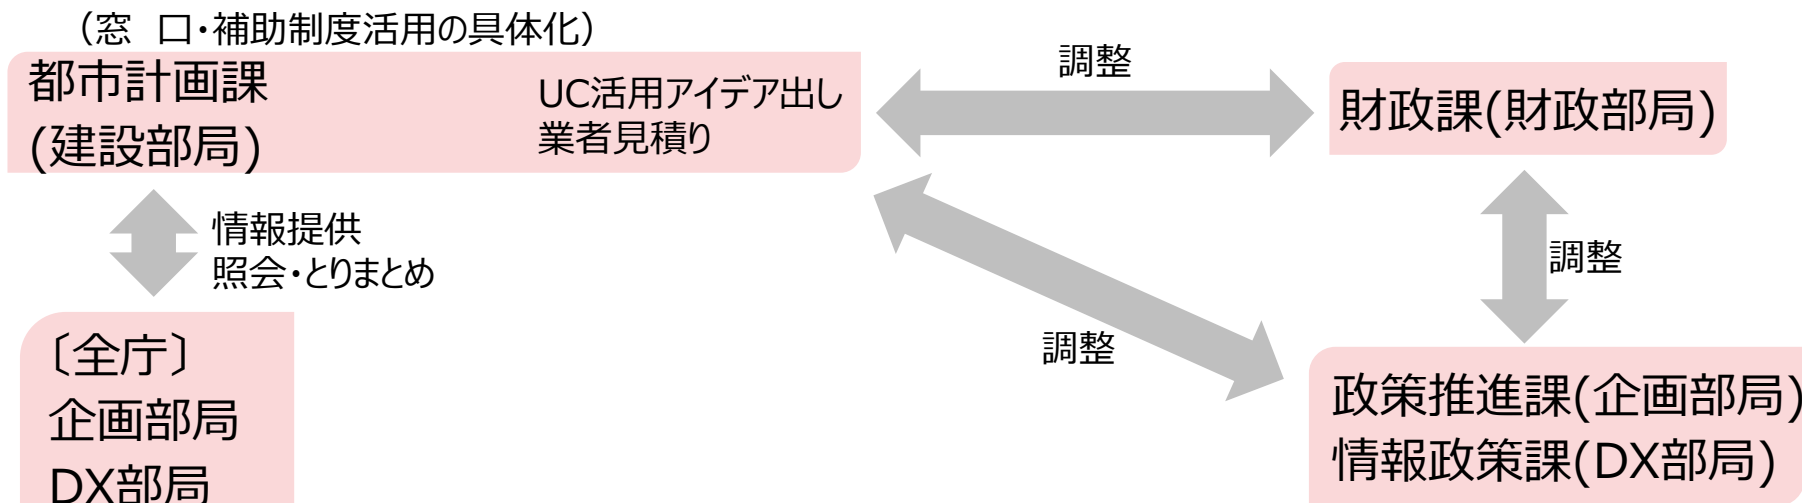 （窓　口・補助制度活用の具体化）
都市計画課
(建設部局)
UC活用アイデア出し
業者見積り
調整
財政課(財政部局)
情報提供
照会・とりまとめ
調整
調整
〔全庁〕
企画部局
DX部局
政策推進課(企画部局)
情報政策課(DX部局)